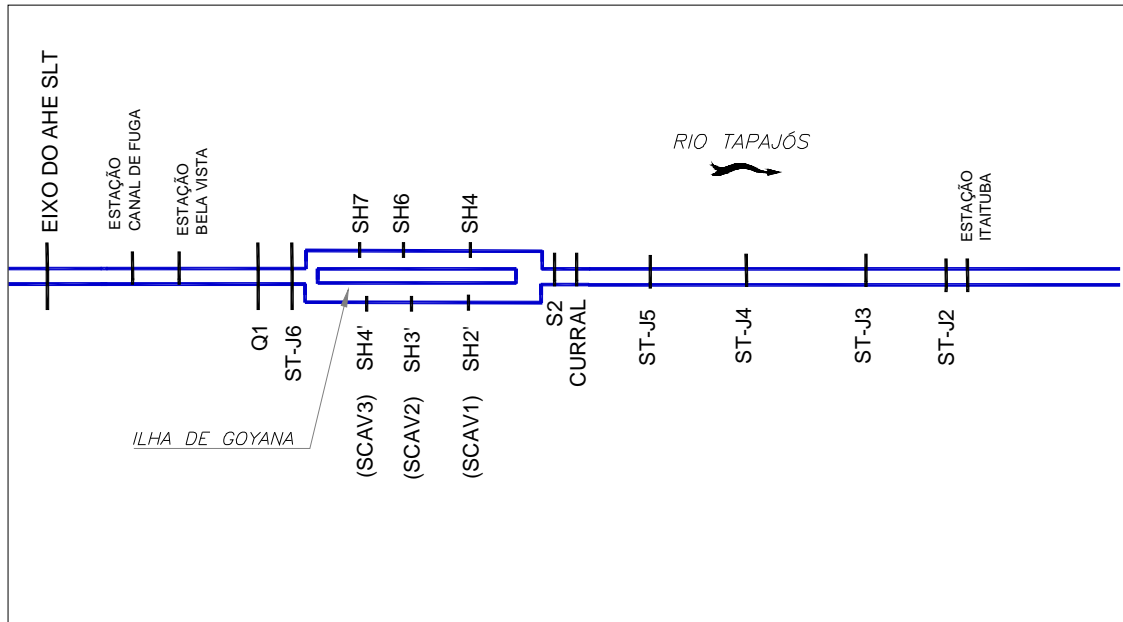 EIXO DO AHE SLT
ESTAÇÃO
CANAL DE FUGA
ESTAÇÃO
BELA VISTA
Q1
ST-J6
SH7
SH6
SH4
SH4'
(SCAV3)
SH3'
(SCAV2)
SH2'
(SCAV1)
ILHA DE GOYANA
S2
CURRAL
RIO TAPAJÓS
ST-J5
ST-J4
ST-J3
ST-J2
ESTAÇÃO
ITAITUBA